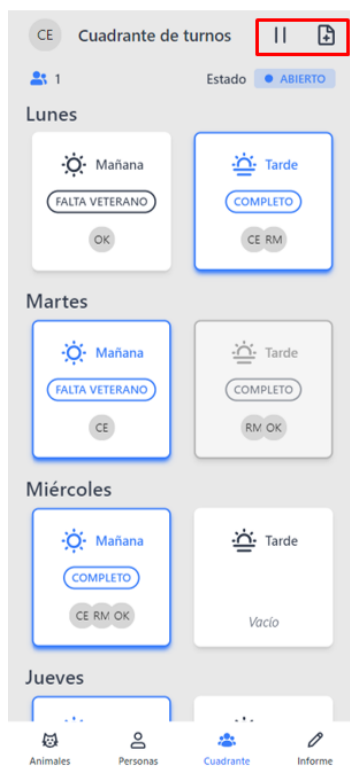 CE Cuadrante de turnos
1 Estado ABIERTO
Lunes
Mañana Tarde
FALTA VETERANO COMPLETO
OK CE RM
Martes
Mañana Tarde
FALTA VETERANO COMPLETO
CE RM OK
Miércoles
Mañana Tarde
COMPLETO
CE RM OK Vacío
Jueves
Animales Personas Cuadrante Informe